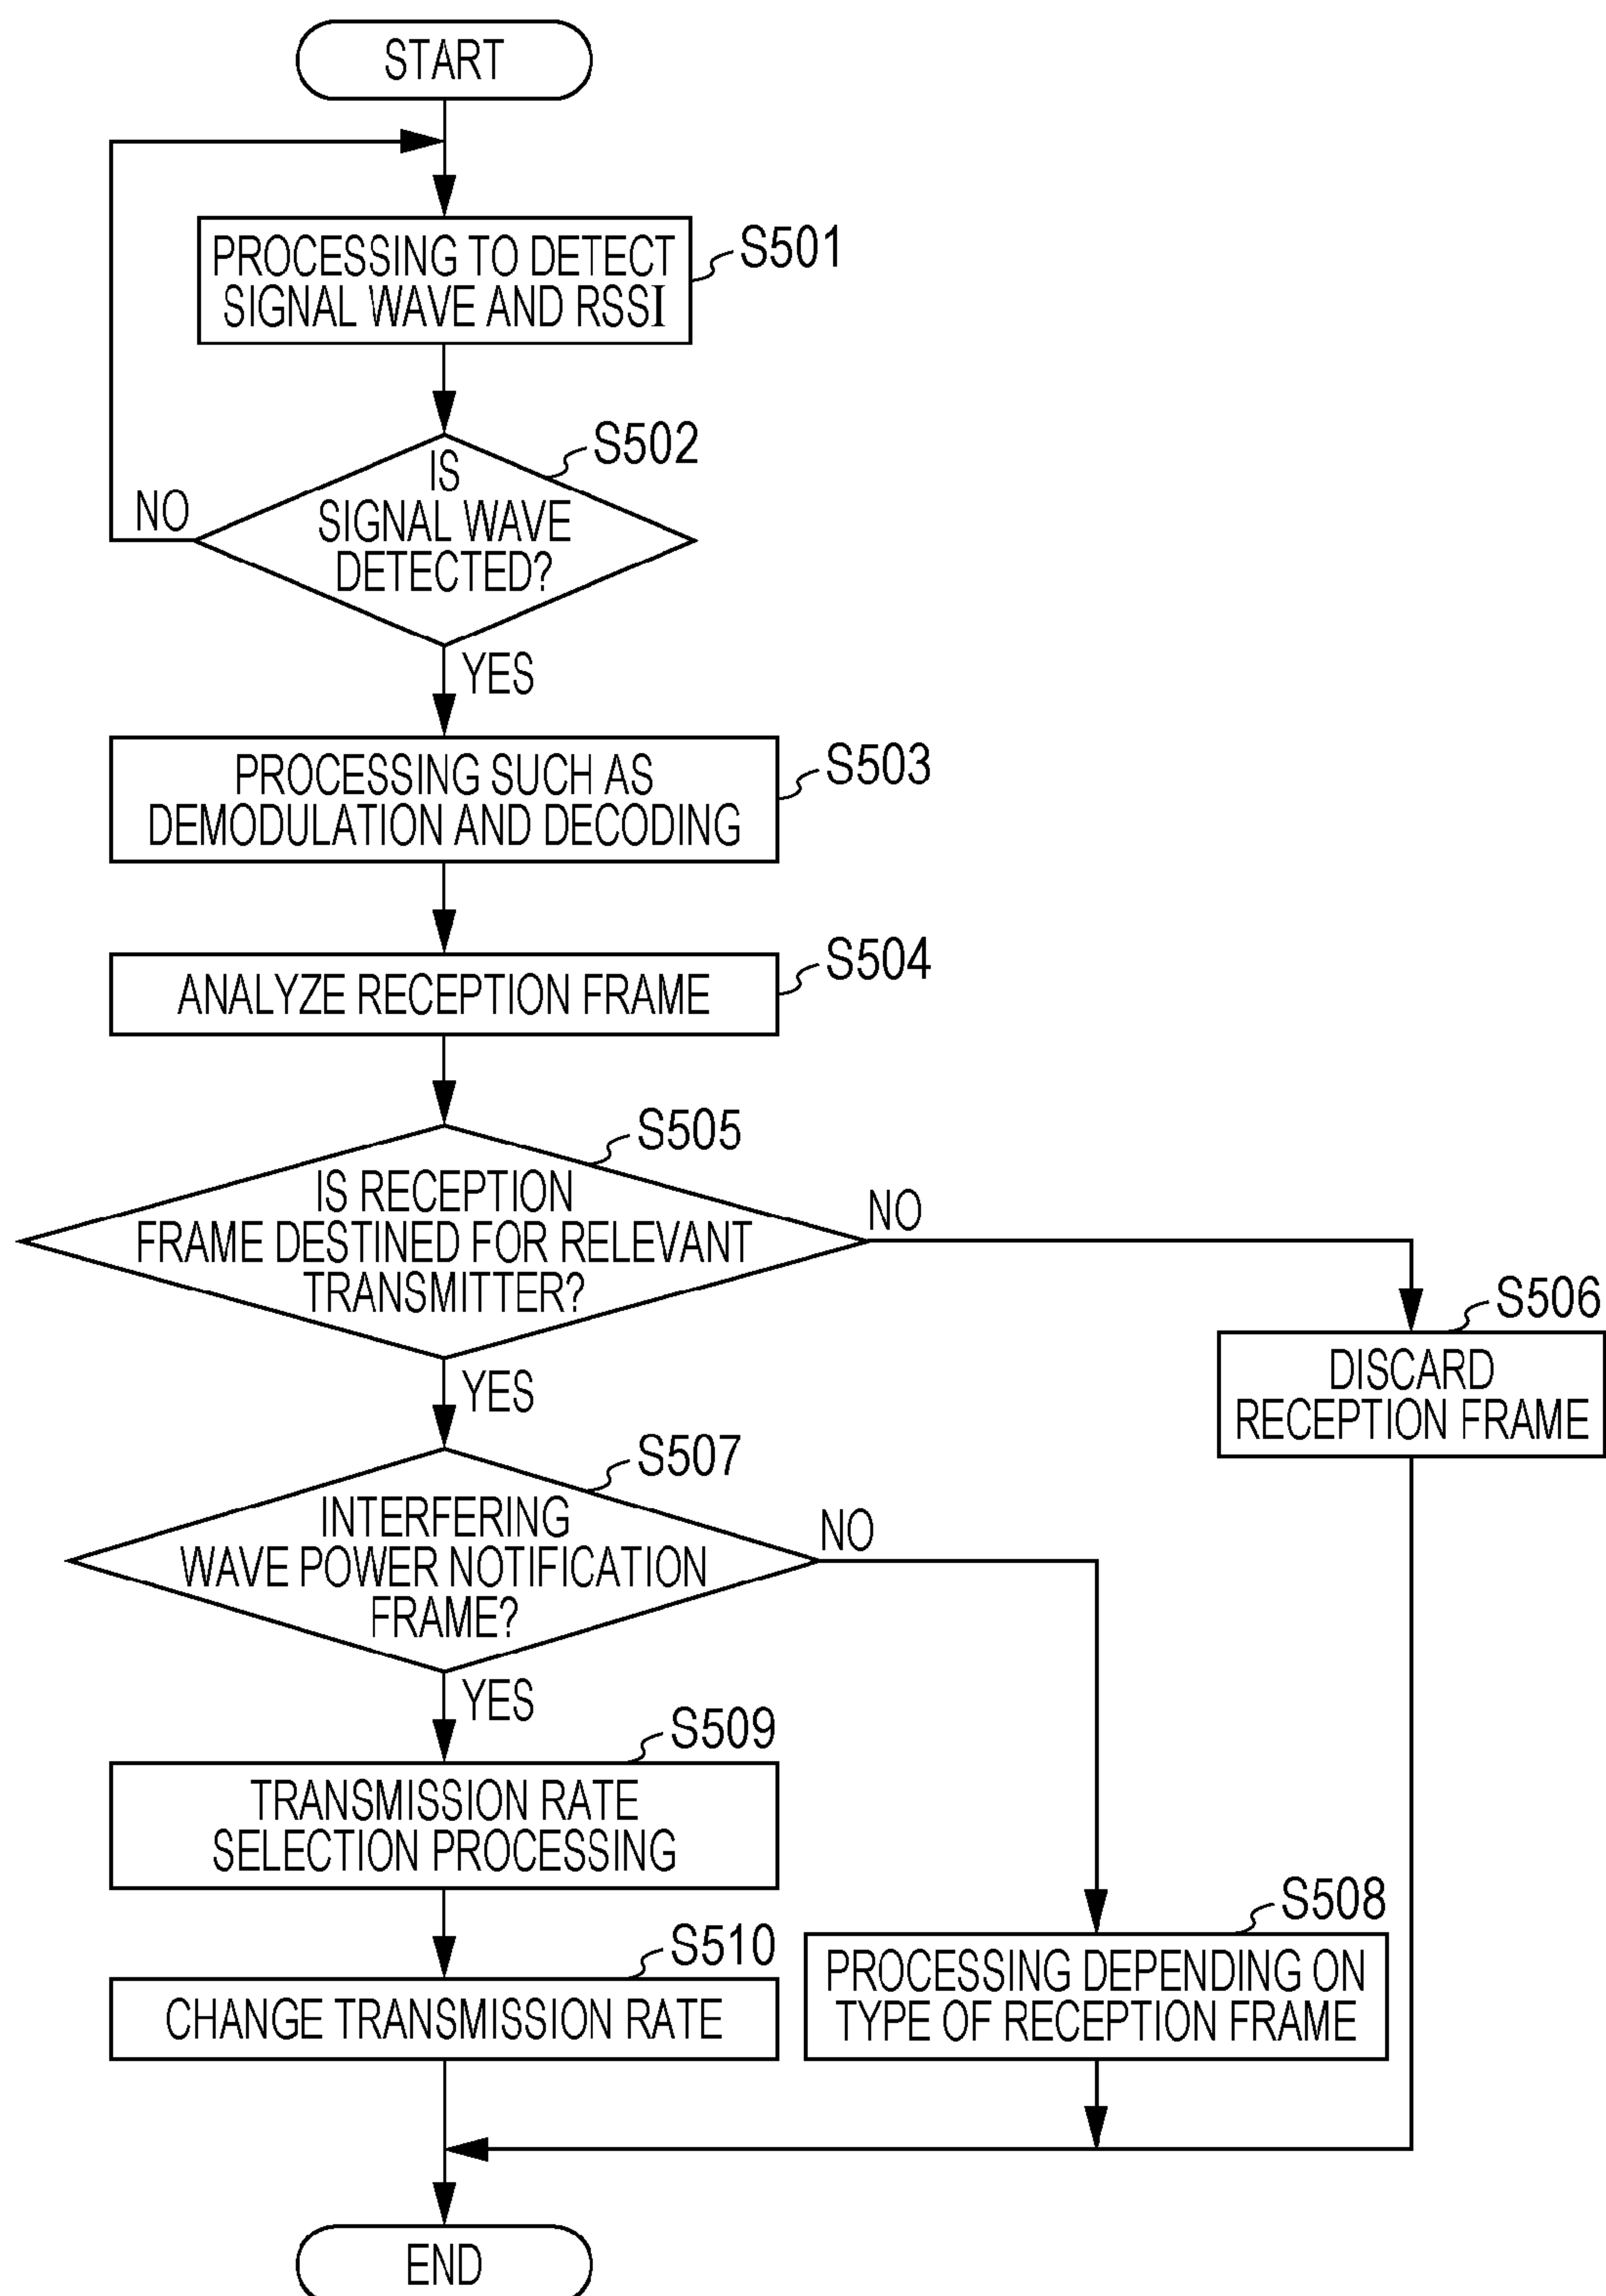 START
PROCESSING TO DETECT
SIGNAL WAVE AND RSSI
S501
IS
SIGNAL WAVE
DETECTED?
S502
NO
YES
PROCESSING SUCH AS
DEMODULATION AND DECODING
S503
ANALYZE RECEPTION FRAME
S504
IS RECEPTION
FRAME DESTINED FOR RELEVANT
TRANSMITTER?
S505
NO
YES
DISCARD
RECEPTION FRAME
S506
INTERFERING
WAVE POWER NOTIFICATION
FRAME?
S507
NO
YES
TRANSMISSION RATE
SELECTION PROCESSING
S509
PROCESSING DEPENDING ON
TYPE OF RECEPTION FRAME
S508
CHANGE TRANSMISSION RATE
S510
END